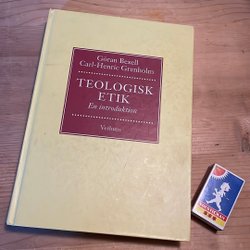 Göran Bexell
Carl-Henric Grenholm
TEOLOGISK
ETIK
En introduktion
Verbum